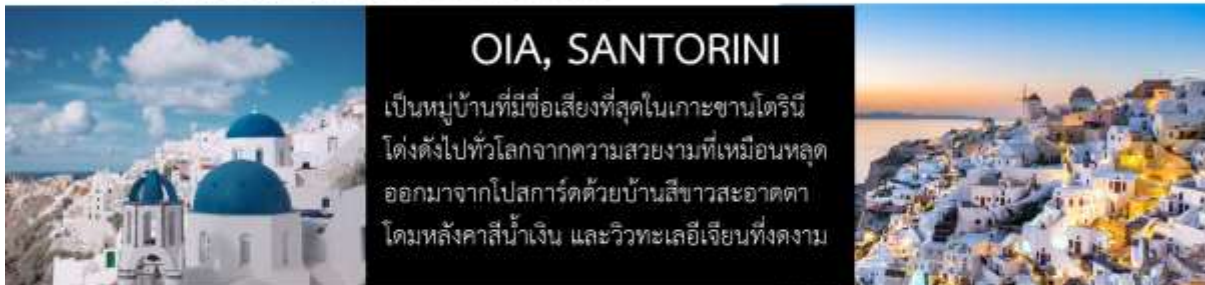 OIA, SANTORINI
เป็นหมู่บ้านที่มีชื่อเสียงที่สุดในเกาะซานโตรินี
โด่งดังไปทั่วโลกจากความสวยงามที่เหมือนหลุด
ออกมาจากโปสการ์ดด้วยบ้านสีขาวสะอาดตา
โดมหลังคาสีน้ำเงิน และวิวทะเลอีเจียนที่งดงาม